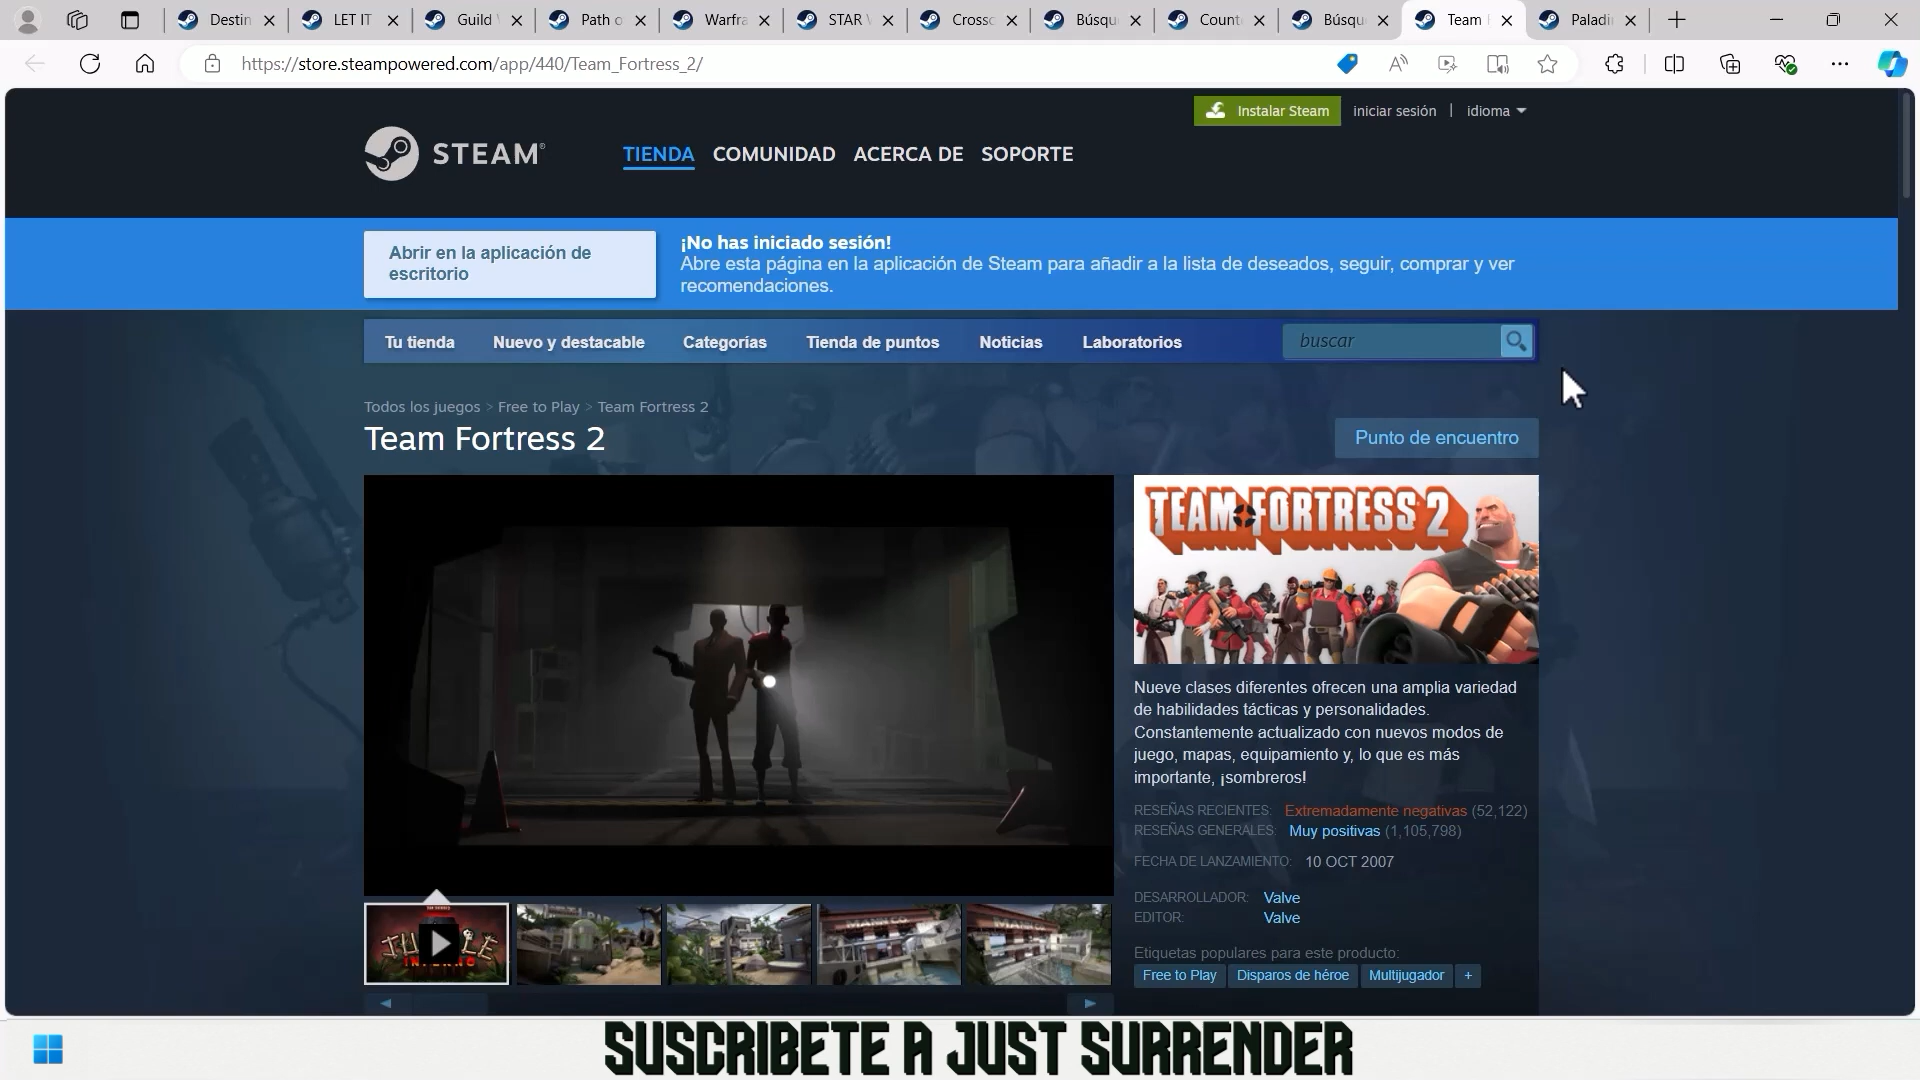 Destin
LET IT
Guild
Path o
Warfra
STAR
Cross
Búsqu
Count
Búsqu
Team
Paladi
https://store.steampowered.com/app/440/Team_Fortress_2/
Instalar Steam
iniciar sesión
idioma
STEAM®
TIENDA
COMUNIDAD
ACERCA DE
SOPORTE
Abrir en la aplicación de
escritorio
¡No has iniciado sesión!
Abre esta página en la aplicación de Steam para añadir a la lista de deseados, seguir, comprar y ver
recomendaciones.
Tu tienda
Nuevo y destacable
Categorías
Tienda de puntos
Noticias
Laboratorios
buscar
Todos los juegos > Free to Play > Team Fortress 2
Team Fortress 2
Punto de encuentro
TEAM FORTRESS 2
Nueve clases diferentes ofrecen una amplia variedad
de habilidades tácticas y personalidades.
Constantemente actualizado con nuevos modos de
juego, mapas, equipamiento y, lo que es más
importante, ¡sombreros!
RESEÑAS RECIENTES: Extremadamente negativas (52,122)
RESEÑAS GENERALES: Muy positivas (1,105,798)
FECHA DE LANZAMIENTO: 10 OCT 2007
DESARROLLADOR: Valve
EDITOR: Valve
JUNGLE
INFERNO
Etiquetas populares para este producto:
Free to Play
Disparos de héroe
Multijugador
+
SUSCRIBETE A JUST SURRENDER